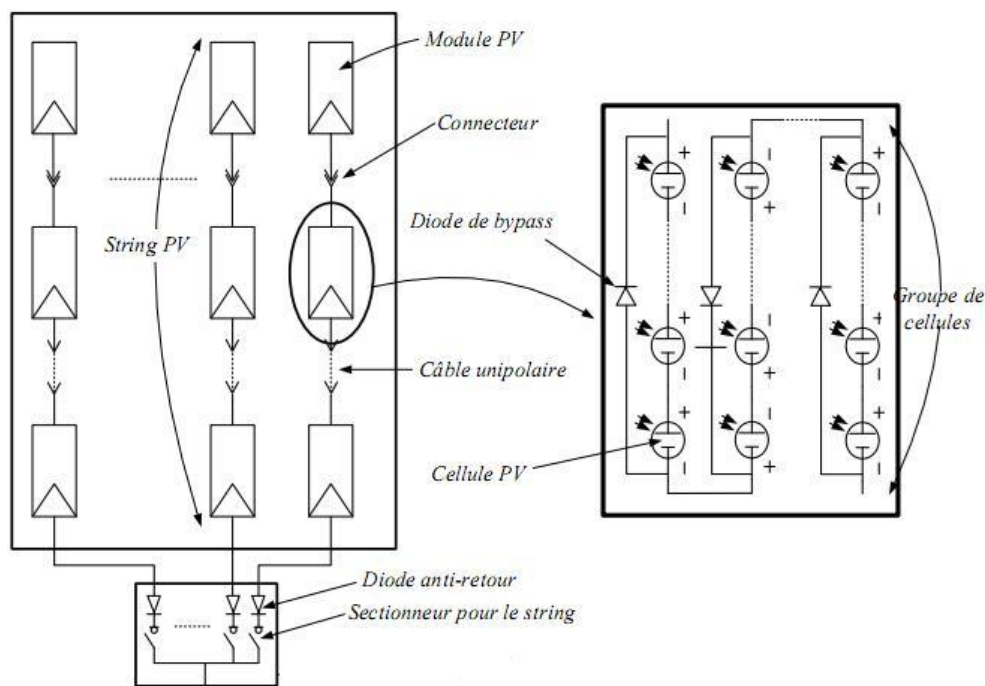 Module PV
Connecteur
String PV
Diode de bypass
Groupe de
cellules
Câble unipolaire
Cellule PV
Diode anti-retour
Sectionneur pour le string